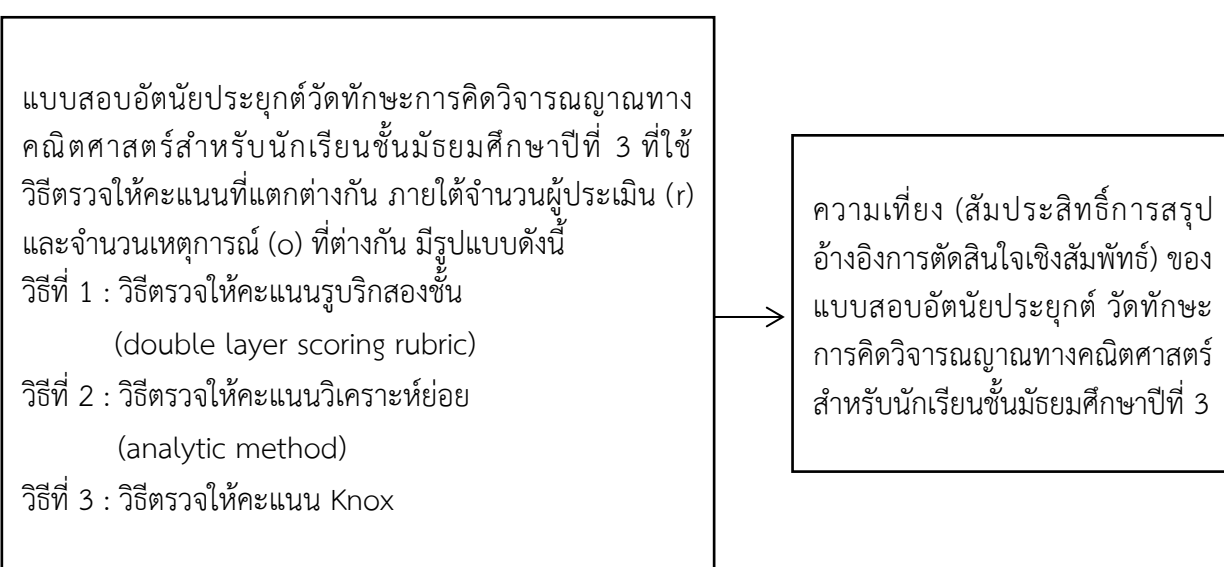 แบบสอบอัตนัยประยุกต์วัดทักษะการคิดวิจารณญาณทาง
คณิตศาสตร์สำหรับนักเรียนชั้นมัธยมศึกษาปีที่ 3 ที่ใช้
วิธีตรวจให้คะแนนที่แตกต่างกัน ภายใต้จำนวนผู้ประเมิน (r)
และจำนวนเหตุการณ์ (o) ที่ต่างกัน มีรูปแบบดังนี้
วิธีที่ 1 : วิธีตรวจให้คะแนนรูบริกสองชั้น
(double layer scoring rubric)
วิธีที่ 2 : วิธีตรวจให้คะแนนวิเคราะห์ย่อย
(analytic method)
วิธีที่ 3 : วิธีตรวจให้คะแนน Knox
ความเที่ยง (สัมประสิทธิ์การสรุป
อ้างอิงการตัดสินใจเชิงสัมพัทธ์) ของ
แบบสอบอัตนัยประยุกต์ วัดทักษะ
การคิดวิจารณญาณทางคณิตศาสตร์
สำหรับนักเรียนชั้นมัธยมศึกษาปีที่ 3